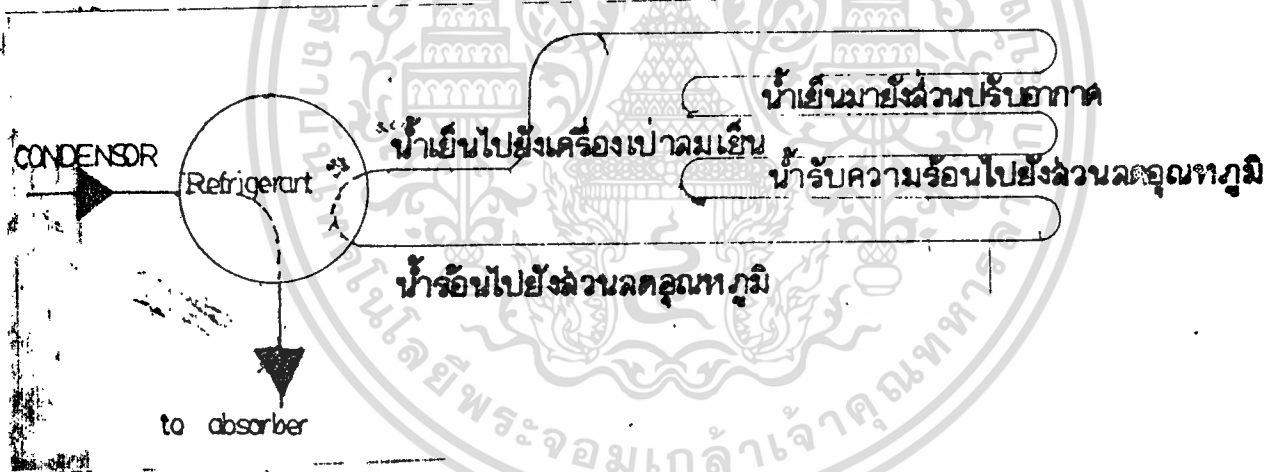 น้ำเย็นมายังส่วนปรับอากาศ
น้ำเย็นไปยังเครื่องเป่าลมเย็น
CONDENSOR
น้ำรับความร้อนไปยังส่วนลดอุณหภูมิ
Refrigerart
น้ำร้อนไปยังส่วนลดอุณหภูมิ
to absorber